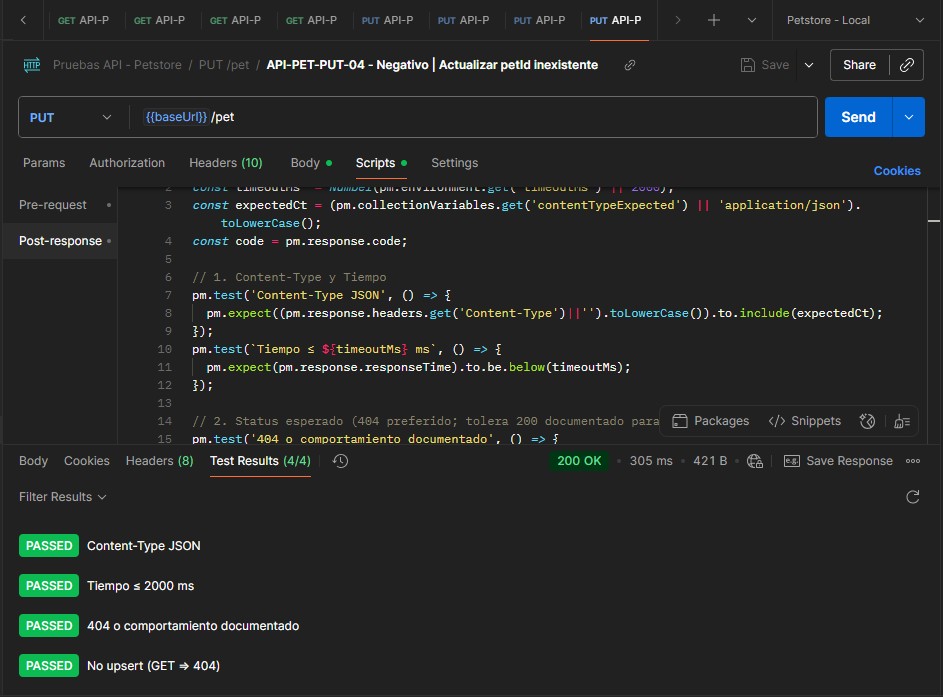 GET API-P GET API-P GET API-P GET API-P PUT API-P PUT API-P PUT API-P PUT API-P Petstore - Local
HTTP Pruebas API - Petstore / PUT /pet / API-PET-PUT-04 - Negativo | Actualizar petId inexistente Save Share
PUT {{baseUrl}} /pet Send
Params Authorization Headers (10) Body Scripts Settings Cookies
Pre-request
Post-response
2 const timeoutMs = Number(pm.environment.get('timeoutMs') || 2000);
3 const expectedCt = (pm.collectionVariables.get('contentTypeExpected') || 'application/json').
toLowerCase();
4 const code = pm.response.code;
5
6 // 1. Content-Type y Tiempo
7 pm.test('Content-Type JSON', () => {
8 pm.expect((pm.response.headers.get('Content-Type')||'').toLowerCase()).to.include(expectedCt);
9 });
10 pm.test(`Tiempo ≤ ${timeoutMs} ms`, () => {
11 pm.expect(pm.response.responseTime).to.be.below(timeoutMs);
12 });
13
14 // 2. Status esperado (404 preferido; tolera 200 documentado para
15 pm.test('404 o comportamiento documentado', () => {
Packages </> Snippets
Body Cookies Headers (8) Test Results (4/4) 200 OK • 305 ms • 421 B • e.g. Save Response
Filter Results
PASSED Content-Type JSON
PASSED Tiempo ≤ 2000 ms
PASSED 404 o comportamiento documentado
PASSED No upsert (GET ⇒ 404)